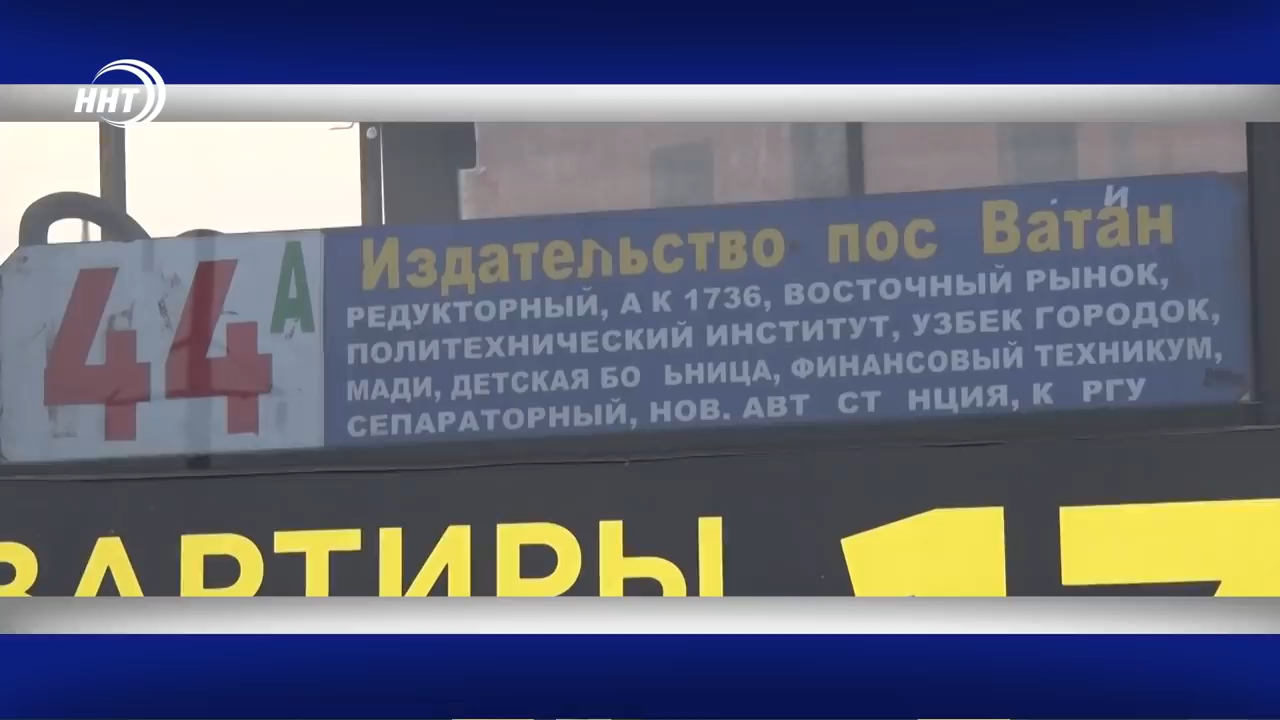 ННТ
44 А
Издательство пос Ватан
и
РЕДУКТОРНЫЙ, А К 1736, ВОСТОЧНЫЙ РЫНОК,
ПОЛИТЕХНИЧЕСКИЙ ИНСТИТУТ, УЗБЕК ГОРОДОК,
МАДИ, ДЕТСКАЯ БО ЬНИЦА, ФИНАНСОВЫЙ ТЕХНИКУМ,
СЕПАРАТОРНЫЙ, НОВ. АВТ СТ НЦИЯ, К РГУ
ВАРТИРЫ 17